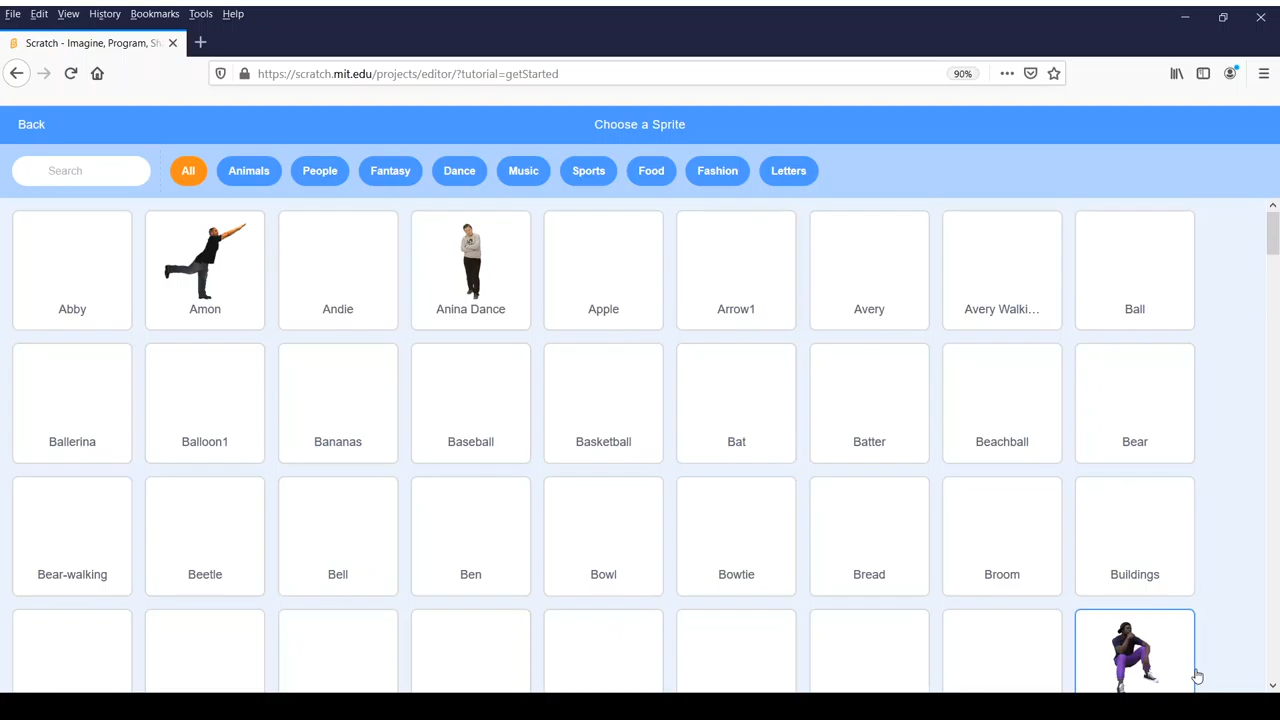 File Edit View History Bookmarks Tools Help
Scratch - Imagine, Program, Sh
https://scratch.mit.edu/projects/editor/?tutorial=getStarted
90%
Back
Choose a Sprite
Search
All
Animals
People
Fantasy
Dance
Music
Sports
Food
Fashion
Letters
Abby
Amon
Andie
Anina Dance
Apple
Arrow1
Avery
Avery Walki...
Ball
Ballerina
Balloon1
Bananas
Baseball
Basketball
Bat
Batter
Beachball
Bear
Bear-walking
Beetle
Bell
Ben
Bowl
Bowtie
Bread
Broom
Buildings